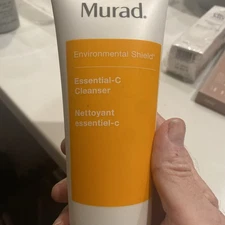 Murad.
Environmental Shield®
Essential-C
Cleanser
Nettoyant
essentiel-c